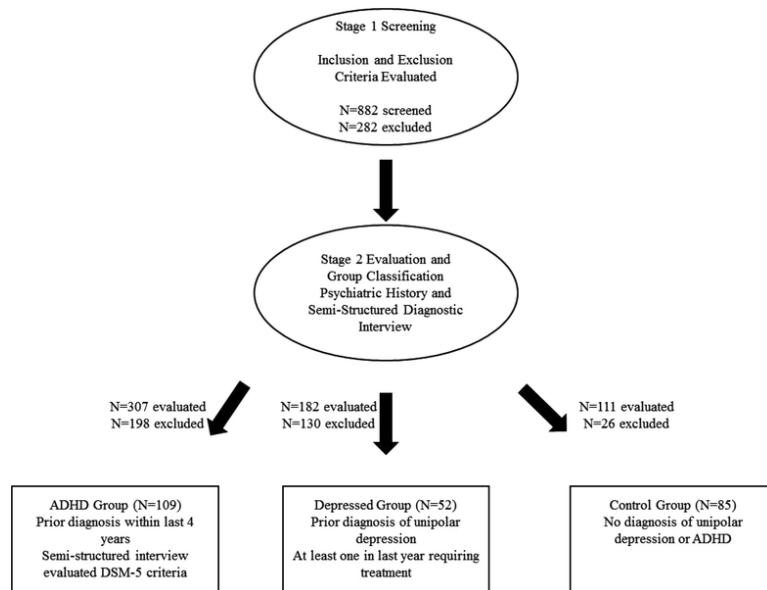 Stage 1 Screening
Inclusion and Exclusion
Criteria Evaluated
N=882 screened
N=282 excluded
Stage 2 Evaluation and
Group Classification
Psychiatric History and
Semi-Structured Diagnostic
Interview
N=307 evaluated
N=198 excluded
N=182 evaluated
N=130 excluded
N=111 evaluated
N=26 excluded
ADHD Group (N=109)
Prior diagnosis within last 4
years
Semi-structured interview
evaluated DSM-5 criteria
Depressed Group (N=52)
Prior diagnosis of unipolar
depression
At least one in last year requiring
treatment
Control Group (N=85)
No diagnosis of unipolar
depression or ADHD